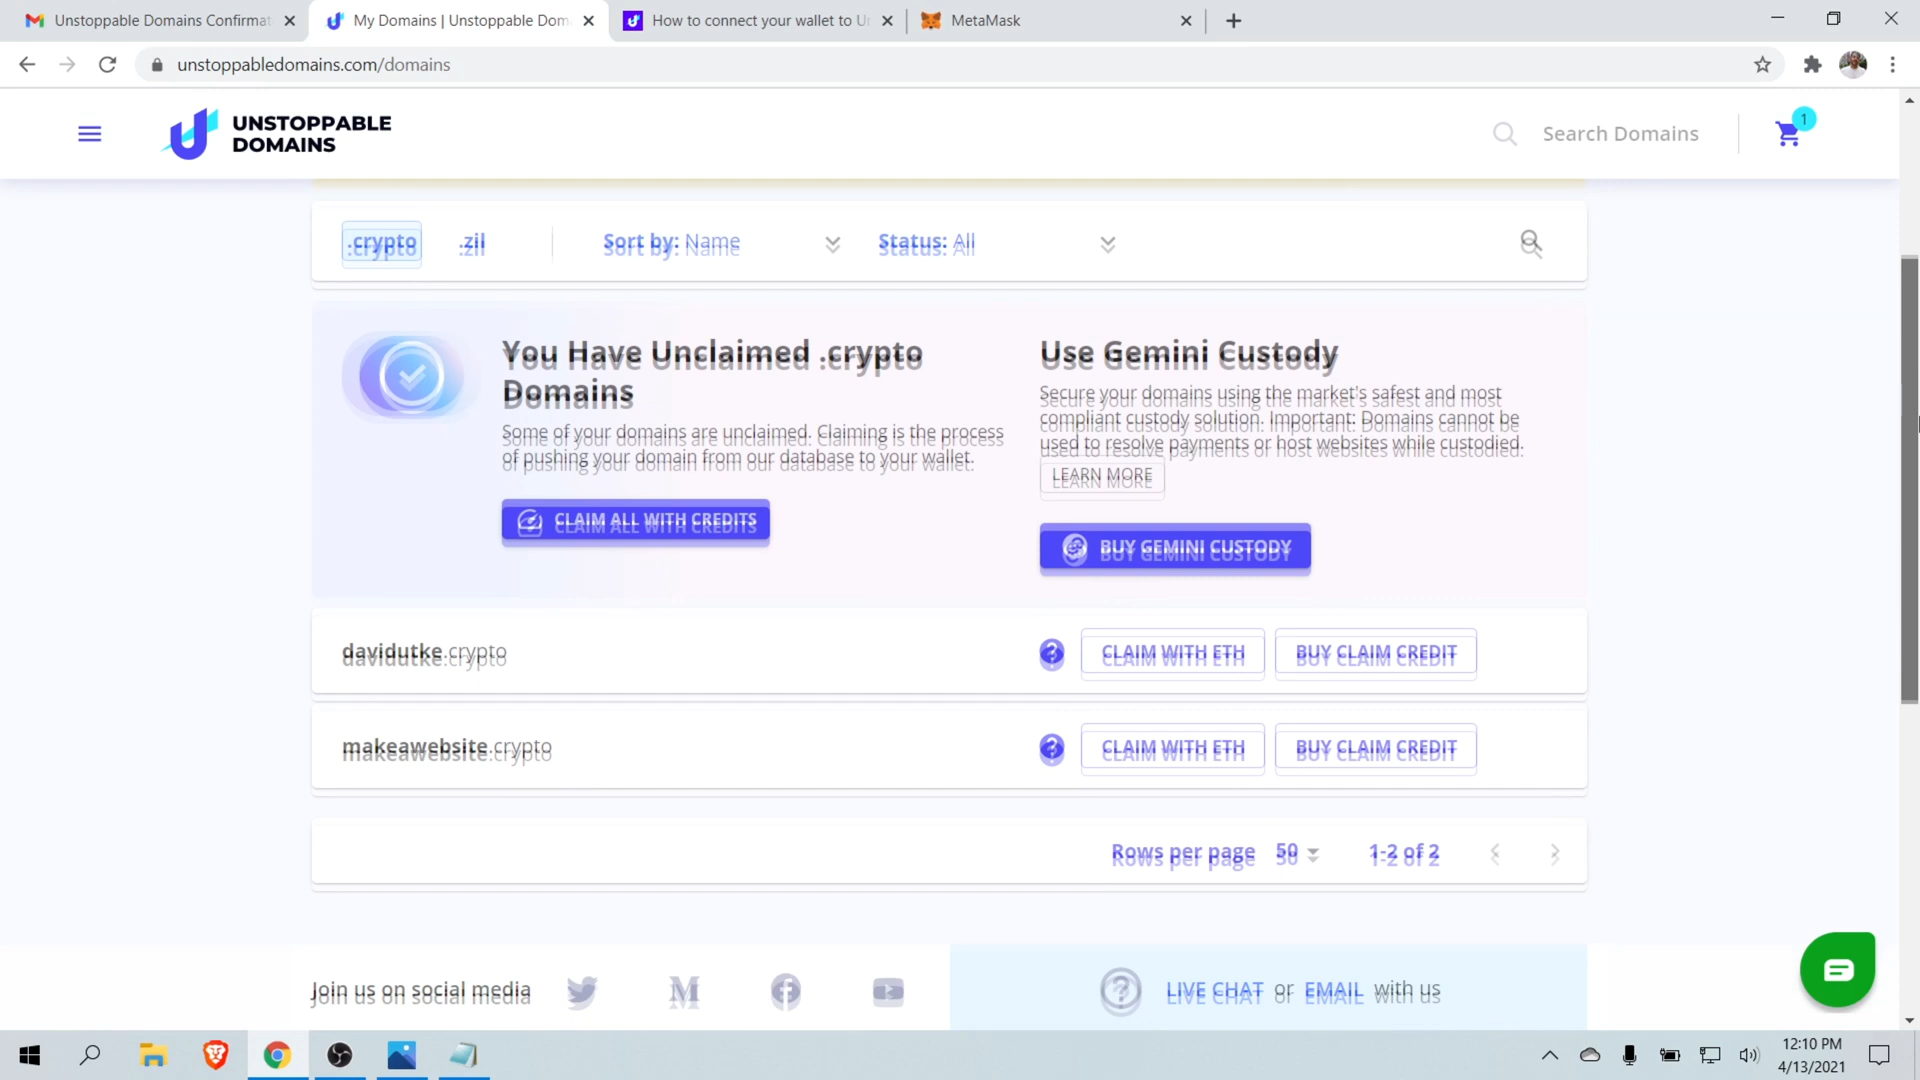 Unstoppable Domains Confirmat
My Domains | Unstoppable Dom
How to connect your wallet to Un
MetaMask
unstoppabledomains.com/domains
UNSTOPPABLE
DOMAINS
Search Domains
1
.crypto
.zil
Sort by: Name
Status: All
You Have Unclaimed .crypto
Domains
Some of your domains are unclaimed. Claiming is the process
of pushing your domain from our database to your wallet.
CLAIM ALL WITH CREDITS
Use Gemini Custody
Secure your domains using the market's safest and most
compliant custody solution. Important: Domains cannot be
used to resolve payments or host websites while custodied.
LEARN MORE
BUY GEMINI CUSTODY
davidutke.crypto
CLAIM WITH ETH
BUY CLAIM CREDIT
makeawebsite.crypto
CLAIM WITH ETH
BUY CLAIM CREDIT
Rows per page 50
1-2 of 2
Join us on social media
LIVE CHAT or EMAIL with us
12:10 PM
4/13/2021